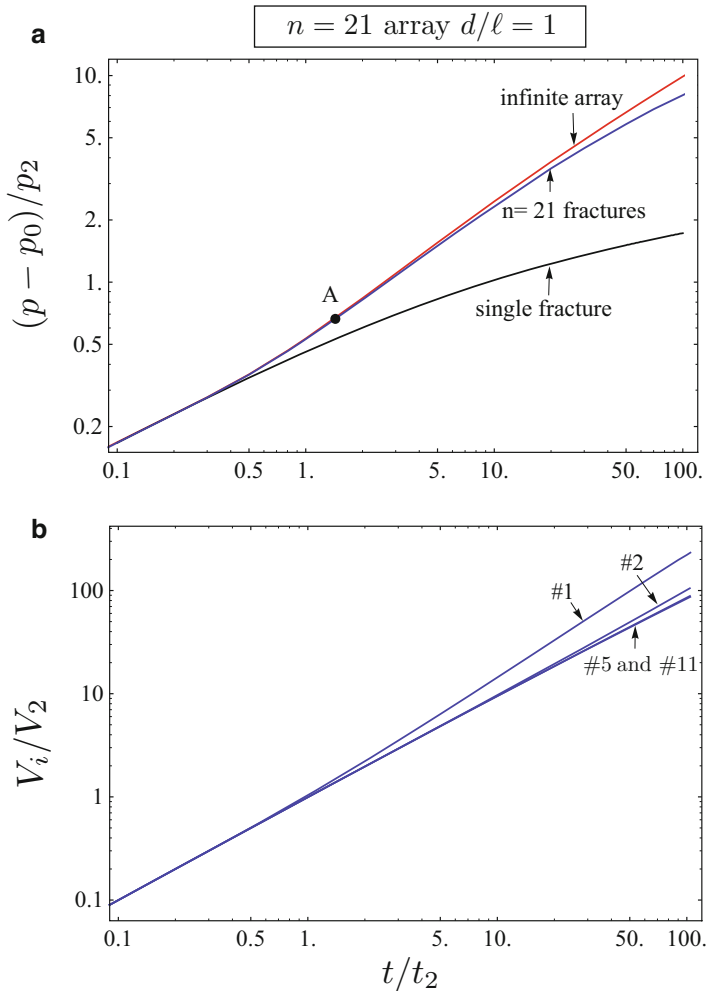 n = 21 array d/ℓ = 1
a
10.
5.
2.
1.
0.5
0.2
(p − p₀)/p₂
infinite array
n= 21 fractures
A
single fracture
0.1 0.5 1. 5. 10. 50. 100.
b
100
10
1
0.1
Vᵢ/V₂
#1
#2
#5 and #11
0.1 0.5 1. 5. 10. 50. 100.
t/t₂